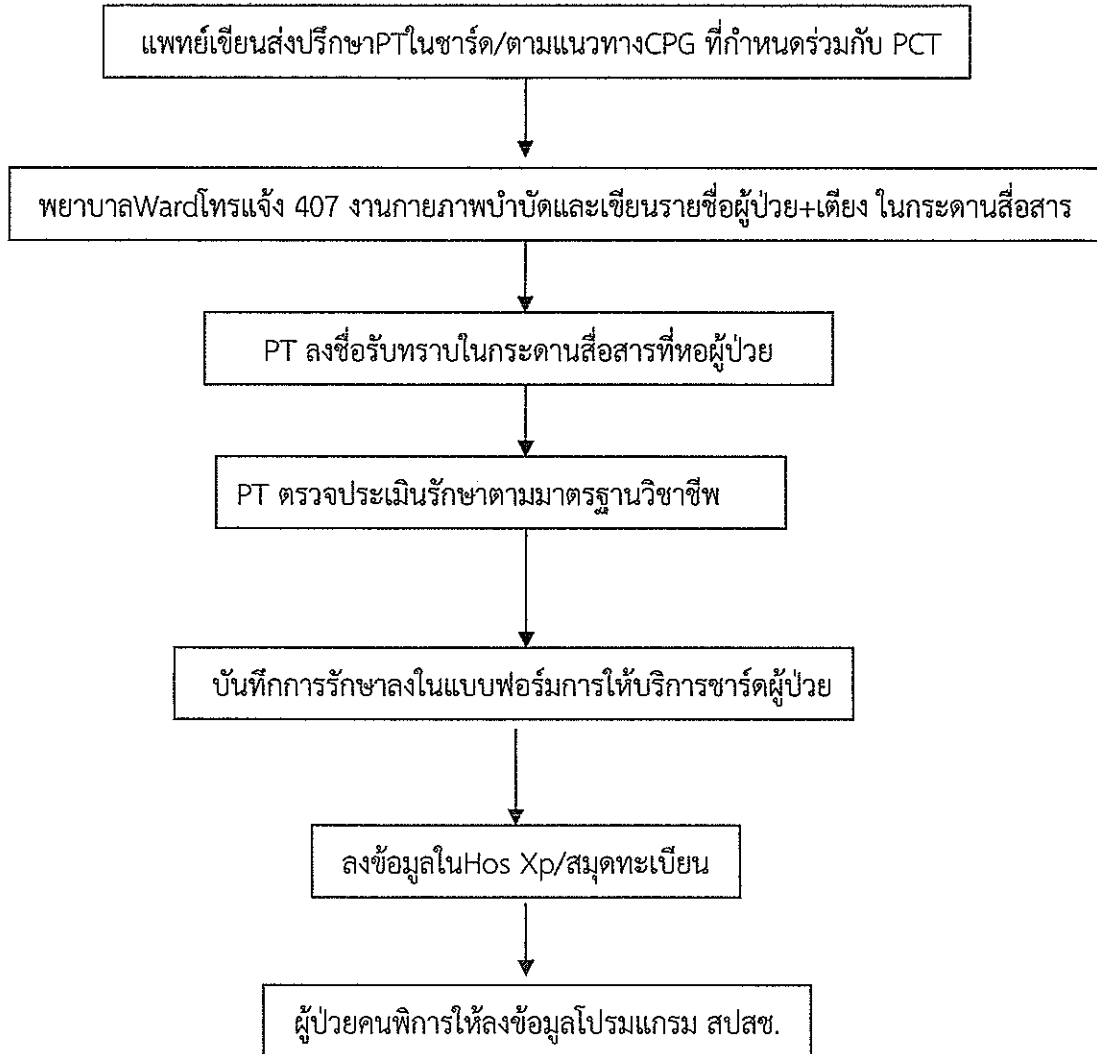 แพทย์เขียนส่งปรึกษาPTในชาร์ด/ตามแนวทางCPG ที่กำหนดร่วมกับ PCT
พยาบาลWardโทรแจ้ง 407 งานกายภาพบำบัดและเขียนรายชื่อผู้ป่วย+เตียง ในกระดานสื่อสาร
PT ลงชื่อรับทราบในกระดานสื่อสารที่หอผู้ป่วย
PT ตรวจประเมินรักษาตามมาตรฐานวิชาชีพ
บันทึกการรักษาลงในแบบฟอร์มการให้บริการชาร์ดผู้ป่วย
ลงข้อมูลในHos Xp/สมุดทะเบียน
ผู้ป่วยคนพิการให้ลงข้อมูลโปรมแกรม สปสช.